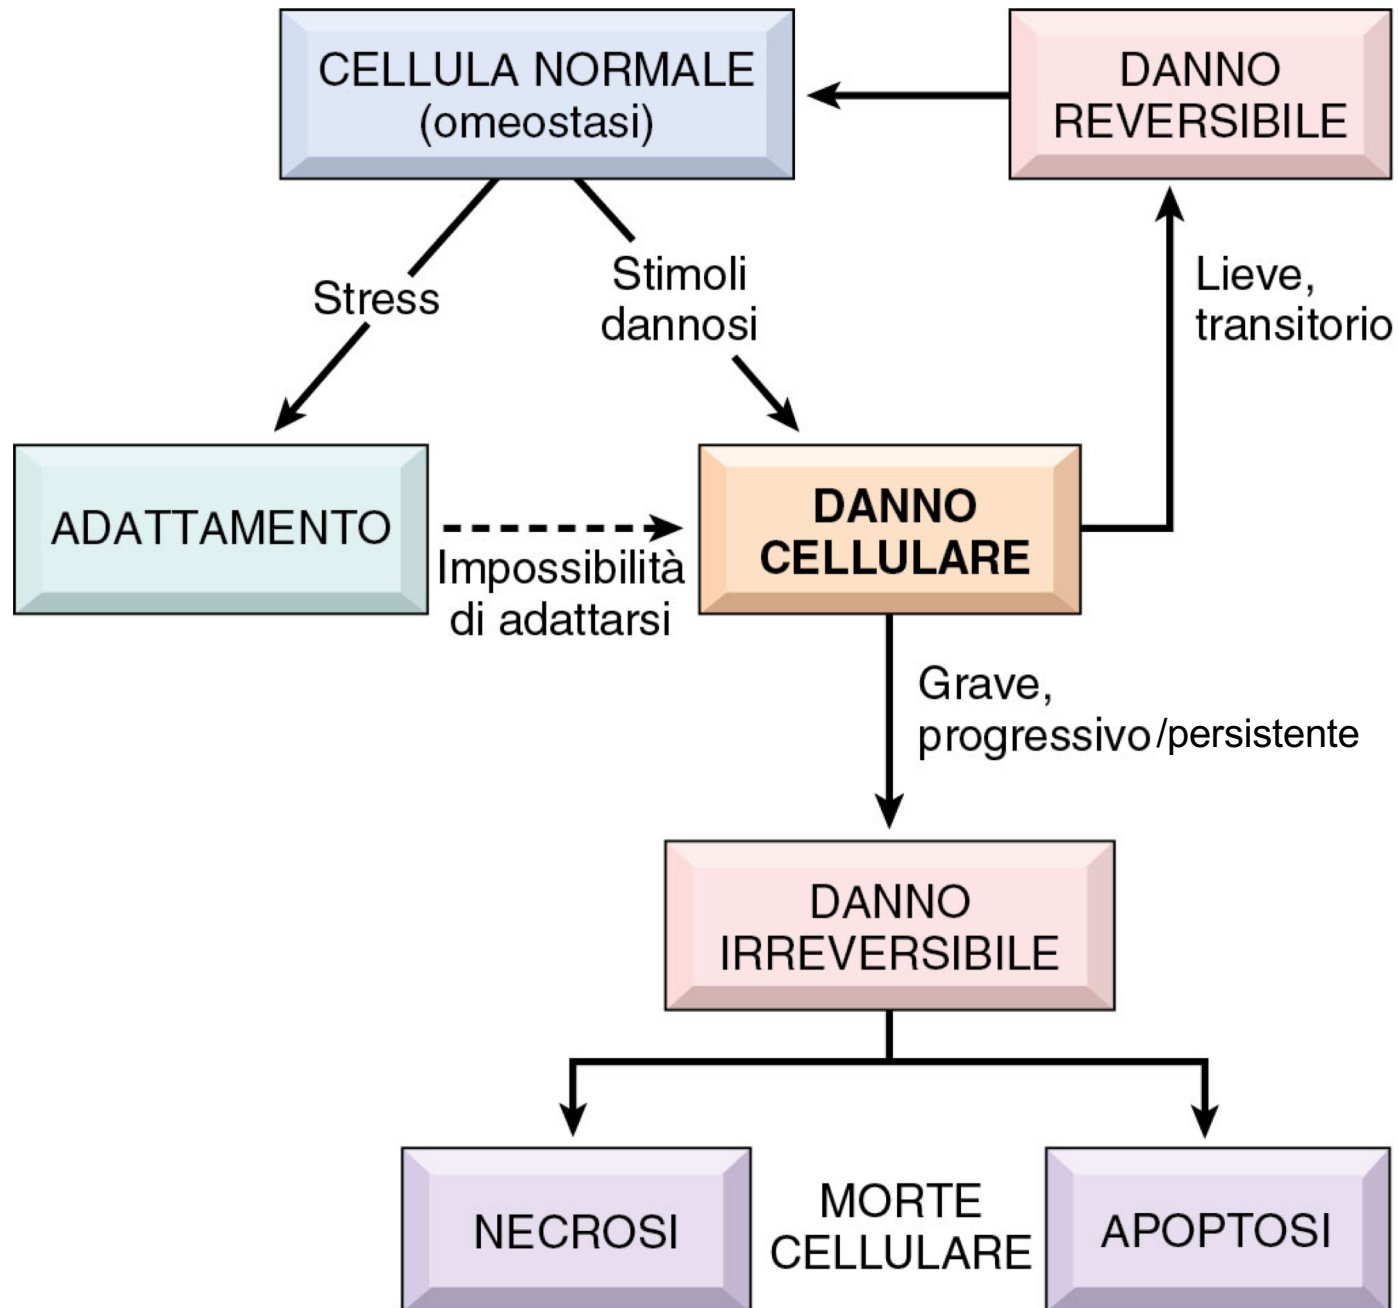 CELLULA NORMALE
(omeostasi)
DANNO
REVERSIBILE
Stress
Stimoli
dannosi
Lieve,
transitorio
ADATTAMENTO
Impossibilità
di adattarsi
DANNO
CELLULARE
Grave,
progressivo/persistente
DANNO
IRREVERSIBILE
NECROSI
MORTE
CELLULARE
APOPTOSI